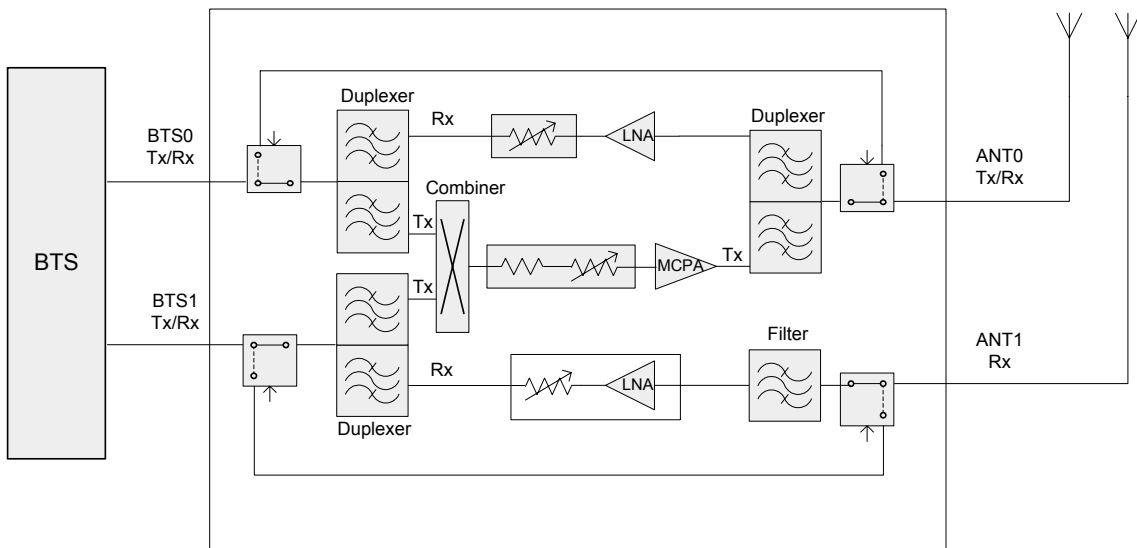 Duplexer
Rx
LNA
Duplexer
BTS0
Tx/Rx
ANT0
Tx/Rx
Combiner
Tx
BTS
MCPA
Tx
Tx
BTS1
Tx/Rx
Filter
ANT1
Rx
Rx
LNA
Duplexer